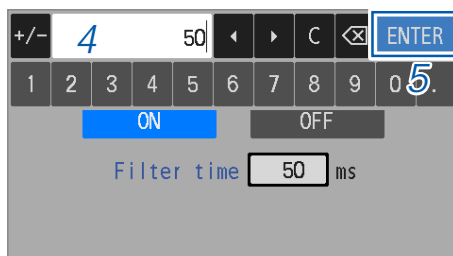 +/- 4 50 ◀ ▶ C ⌫ ENTER
1 2 3 4 5 6 7 8 9 0 5 .
ON OFF
Filter time 50 ms